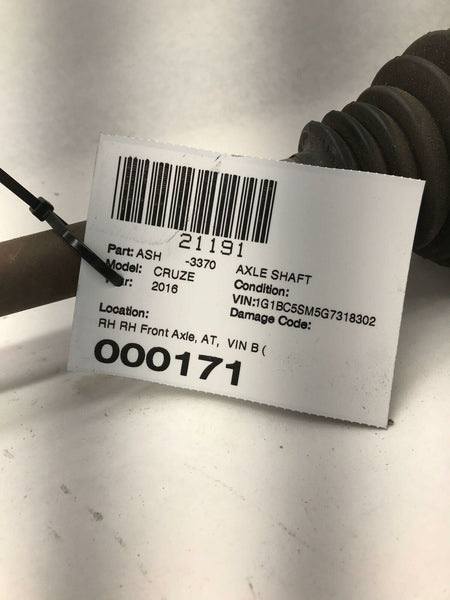 21191
Part: ASH -3370 AXLE SHAFT
Model: CRUZE Condition:
2016 VIN:1G1BC5SM5G7318302
Location: Damage Code:
RH RH Front Axle, AT, VIN B (
000171